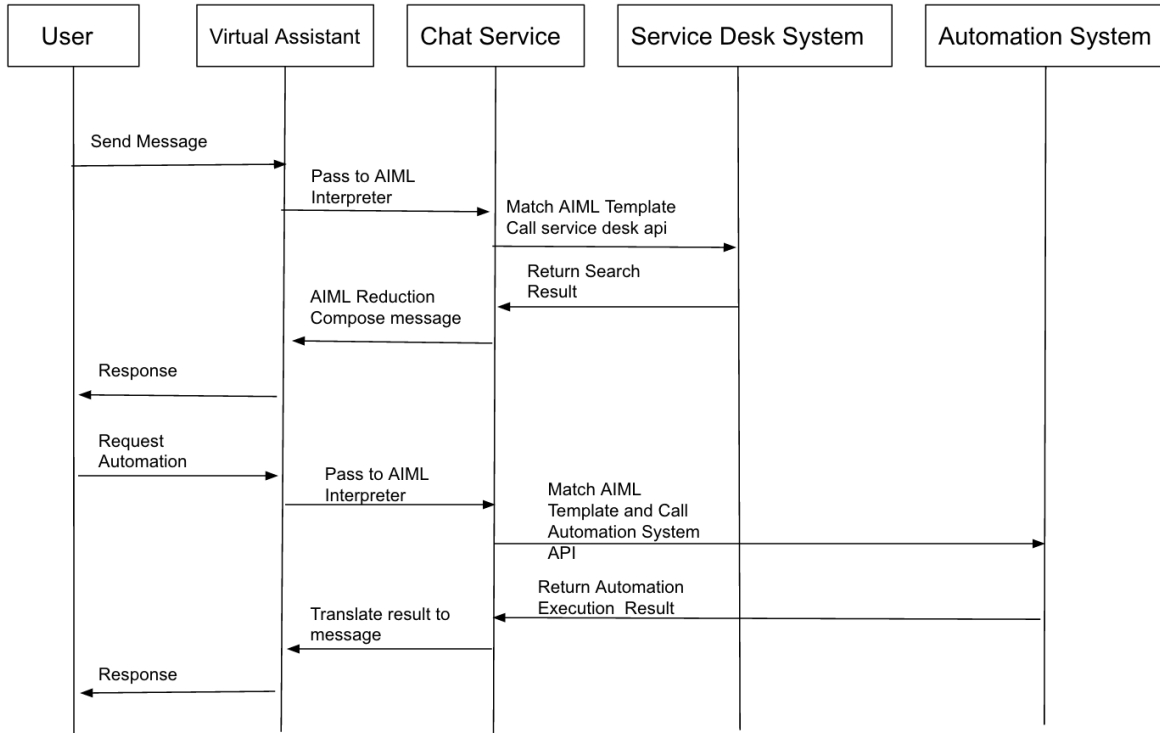 User
Virtual Assistant
Chat Service
Service Desk System
Automation System
Send Message
Pass to AIML
Interpreter
Match AIML Template
Call service desk api
Return Search
Result
AIML Reduction
Compose message
Response
Request
Automation
Pass to AIML
Interpreter
Match AIML
Template and Call
Automation System
API
Return Automation
Execution Result
Translate result to
message
Response